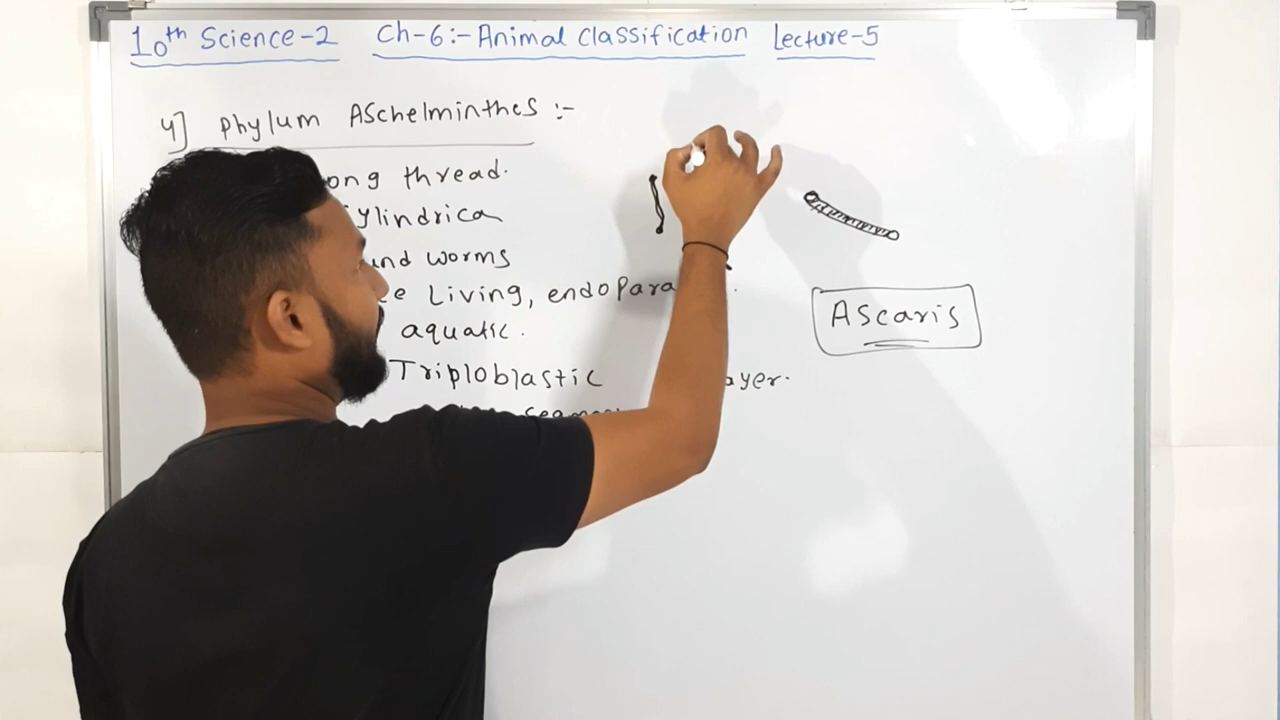 10th Science-2 Ch-6:- Animal classification Lecture-5
4] Phylum Aschelminthes :-
ong thread.
ylindrica
und worms
e Living, endopara
Ascaris
aquatic.
Triploblastic ayer.